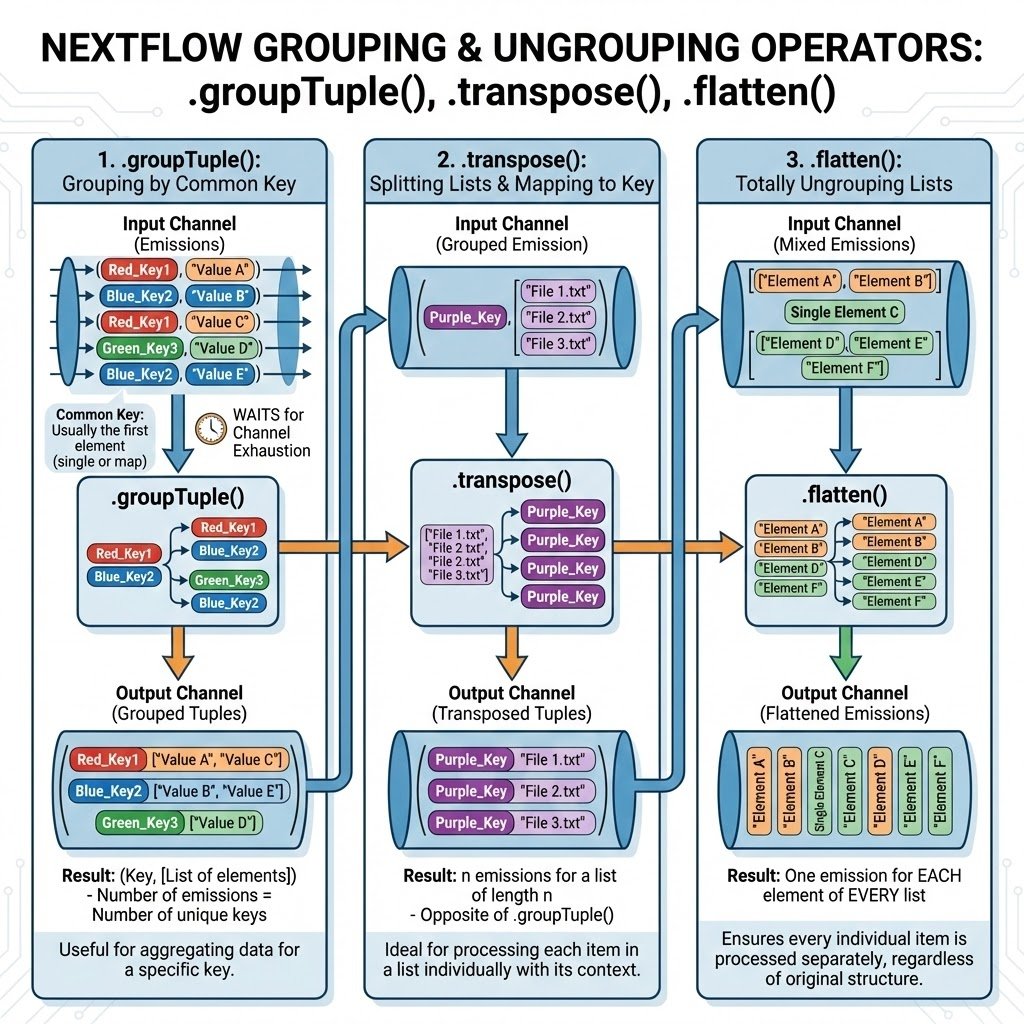 NEXTFLOW GROUPING & UNGROUPING OPERATORS:
.groupTuple(), .transpose(), .flatten()
1. .groupTuple():
Grouping by Common Key
Input Channel
(Emissions)
(Red_Key1, "Value A")
(Blue_Key2, "Value B")
(Red_Key1, "Value C")
(Green_Key3, "Value D")
(Blue_Key2, "Value E")
Common Key:
Usually the first
element
(single or map)
WAITS for
Channel
Exhaustion
.groupTuple()
Red_Key1
Blue_Key2
Red_Key1
Blue_Key2
Green_Key3
Blue_Key2
Output Channel
(Grouped Tuples)
Red_Key1 ["Value A", "Value C"]
Blue_Key2 ["Value B", "Value E"]
Green_Key3 ["Value D"]
Result: (Key, [List of elements])
- Number of emissions =
Number of unique keys
Useful for aggregating data for
a specific key.
2. .transpose():
Splitting Lists & Mapping to Key
Input Channel
(Grouped Emission)
Purple_Key,
"File 1.txt"
"File 2.txt"
"File 3.txt"
.transpose()
["File 1.txt",
"File 2 txt',
"File 2.txt"
"File 3.txt"]
Purple_Key
Purple_Key
Purple_Key
Purple_Key
Output Channel
(Transposed Tuples)
Purple_Key "File 1.txt"
Purple_Key "File 2.txt"
Purple_Key "File 3.txt"
Result: n emissions for a list
of length n
- Opposite of .groupTuple()
Ideal for processing each item in
a list individually with its context.
3. .flatten():
Totally Ungrouping Lists
Input Channel
(Mixed Emissions)
["Element A", "Element B"]
Single Element C
["Element D", "Element E"
"Element F"]
.flatten()
"Element A"
"Element B"
"Element D"
"Element F"
"Element A"
"Element B"
"Element D"
"Element E"
"Element F"
Output Channel
(Flattened Emissions)
"Element A"
"Element B"
Single Element C
"Element C"
"Element D"
"Element E"
"Element F"
Result: One emission for EACH
element of EVERY list
Ensures every individual item is
processed separately, regardless
of original structure.